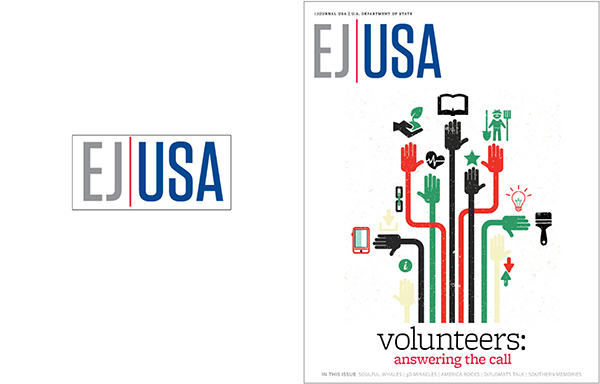 EJ|USA
EJOURNAL USA | U.S. DEPARTMENT OF STATE
EJ|USA
volunteers:
answering the call
IN THIS ISSUE SOULFUL WHALES | 3D MIRACLES | AMERICA ROCKS | DIPLOMATS TALK | SOUTHERN MEMORIES